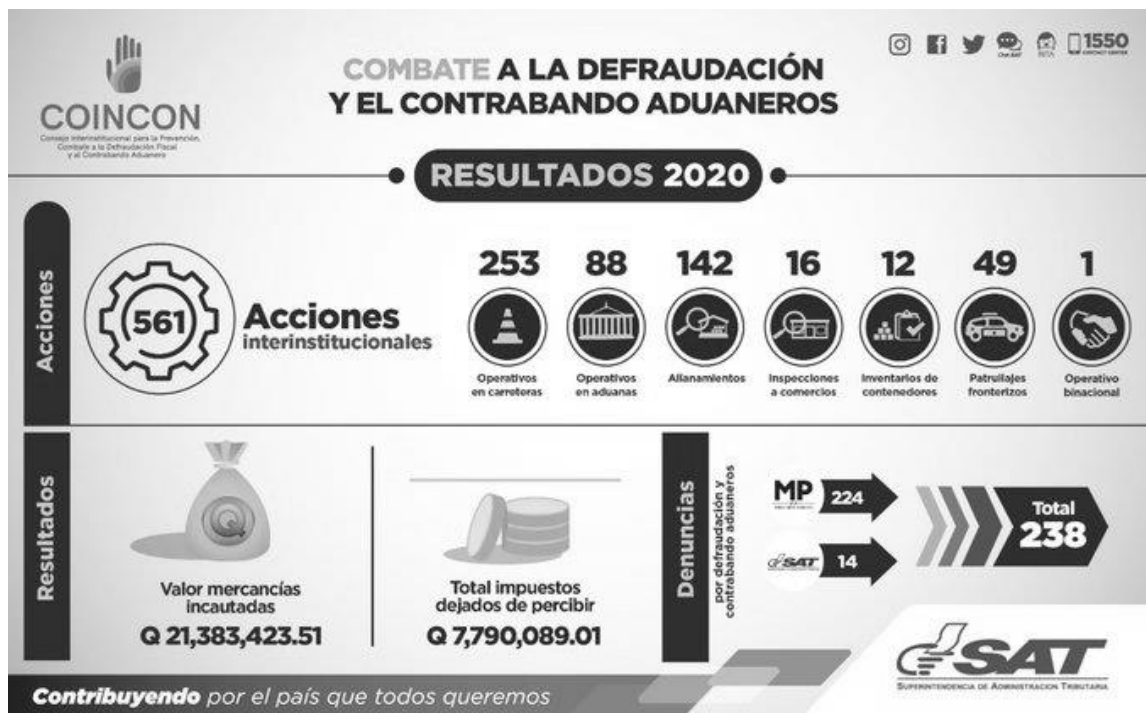 COINCON
Consejo Interinstitucional para la Prevención,
Combate a la Defraudación Fiscal
y al Contrabando Aduanero
COMBATE A LA DEFRAUDACIÓN
Y EL CONTRABANDO ADUANEROS
1550
CONTACT CENTER
RESULTADOS 2020
Acciones
561
Acciones
interinstitucionales
253
Operativos
en carreteras
88
Operativos
en aduanas
142
Allanamientos
16
Inspecciones
a comercios
12
Inventarios de
contenedores
49
Patrullajes
fronterizos
1
Operativo
binacional
Resultados
Q
Valor mercancías
incautadas
Q 21,383,423.51
Total impuestos
dejados de percibir
Q 7,790,089.01
Denuncias
por defraudación y
contrabando aduaneros
MP
224
SAT
14
Total
238
SAT
SUPERINTENDENCIA DE ADMINISTRACION TRIBUTARIA
Contribuyendo por el país que todos queremos